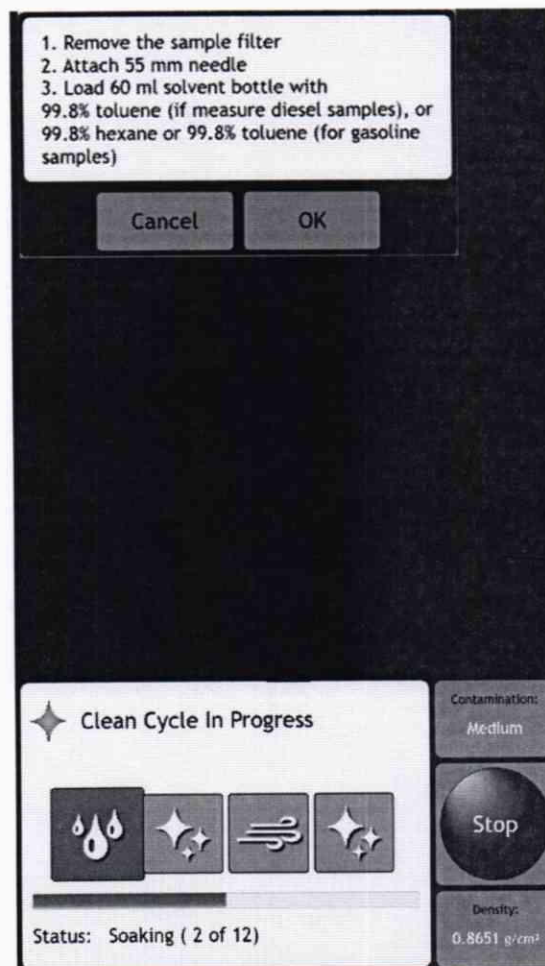 1. Remove the sample filter
2. Attach 55 mm needle
3. Load 60 ml solvent bottle with
99.8% toluene (if measure diesel samples), or
99.8% hexane or 99.8% toluene (for gasoline
samples)
Cancel OK
Clean Cycle In Progress
Contamination:
Medium
Stop
Status: Soaking ( 2 of 12)
Density:
0.8651 g/cm³